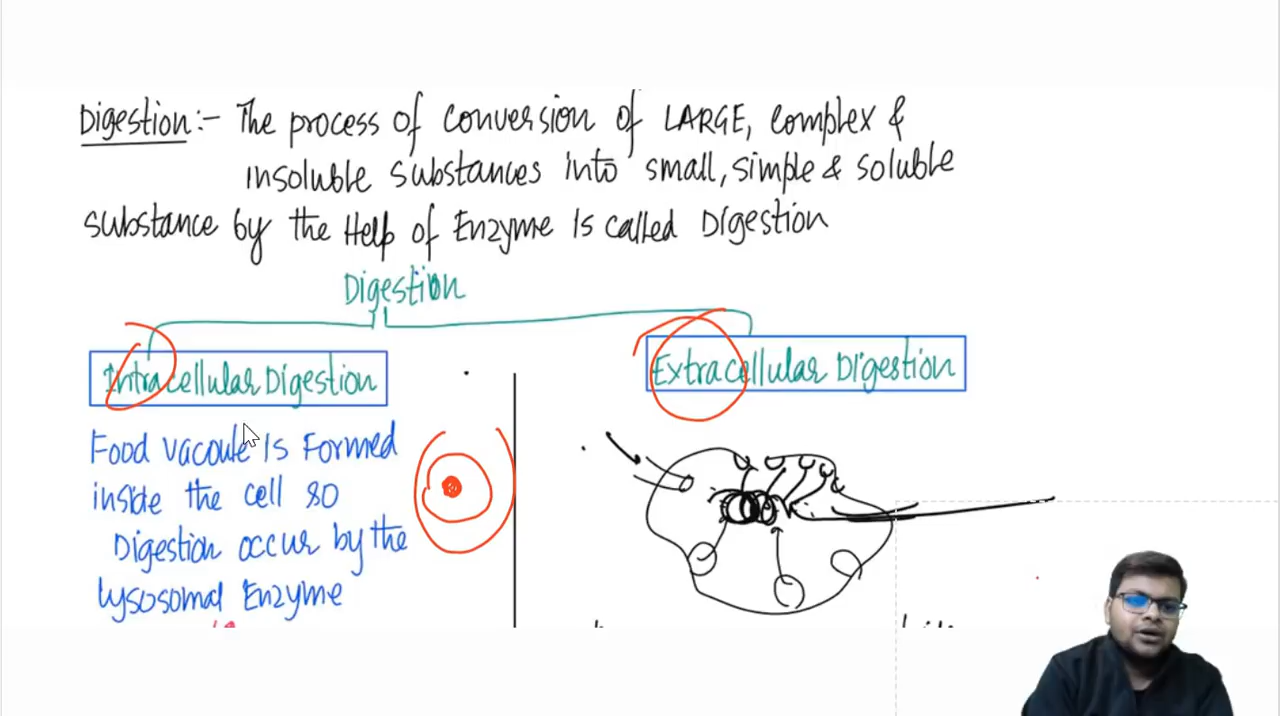 Digestion:- The process of conversion of LARGE, Complex &
insoluble substances into small, simple & soluble
substance by the Help of Enzyme is called Digestion
Digestion
Intracellular Digestion
Extracellular Digestion
Food vacoule is Formed
inside the cell so
Digestion occur by the
lysosomal Enzyme